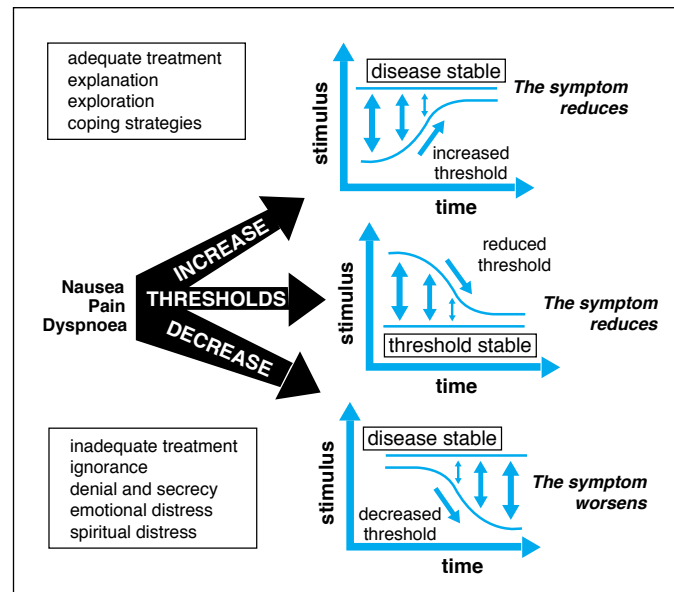 adequate treatment
explanation
exploration
coping strategies
stimulus
disease stable
The symptom
reduces
increased
threshold
time
INCREASE
Nausea
Pain
Dyspnoea
THRESHOLDS
DECREASE
stimulus
reduced
threshold
The symptom
reduces
threshold stable
time
inadequate treatment
ignorance
denial and secrecy
emotional distress
spiritual distress
stimulus
disease stable
The symptom
worsens
decreased
threshold
time